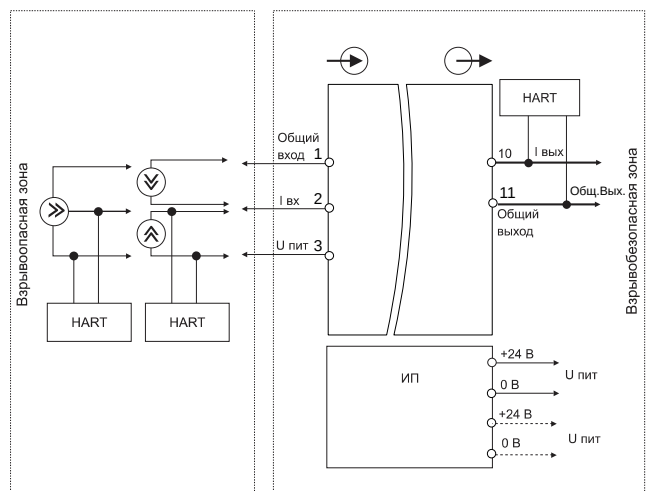 Взрывоопасная зона
HART
HART
Общий
вход 1
I вх 2
U пит 3
HART
10 I вых
11 Общ.Вых.
Общий
выход
Взрывобезопасная зона
ИП
+24 В
U пит
0 В
+24 В
U пит
0 В